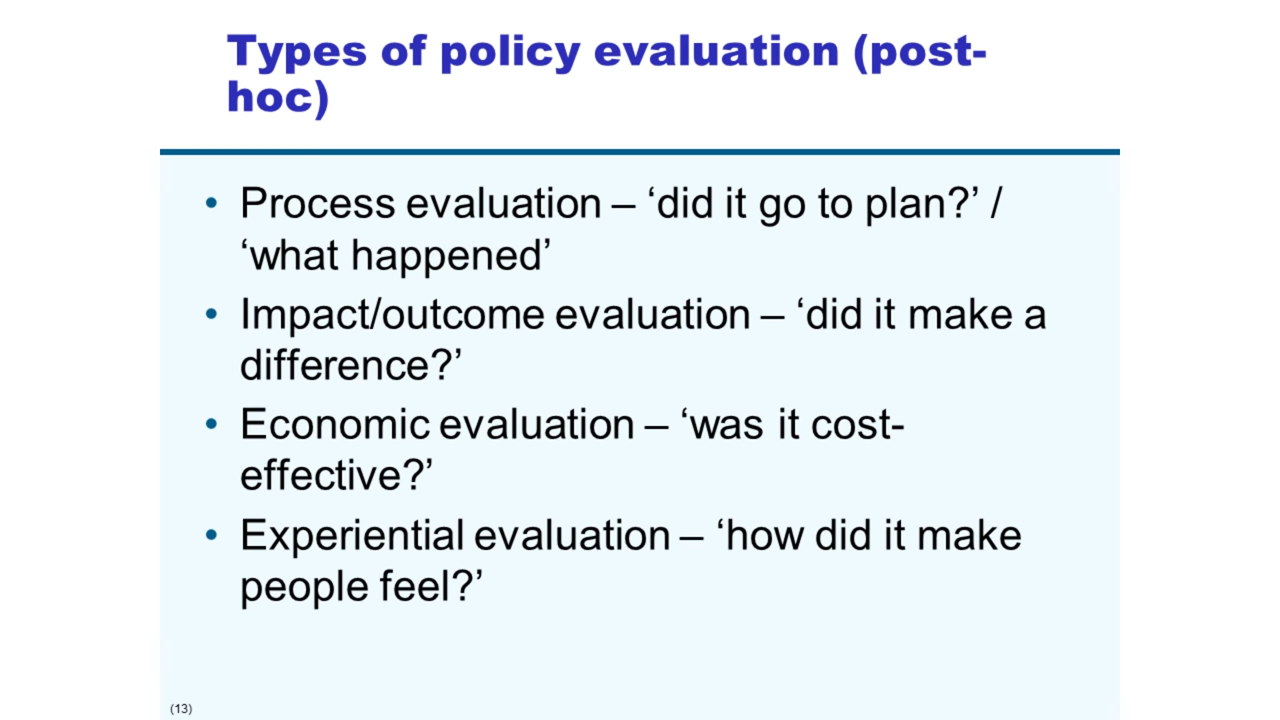 Types of policy evaluation (post-
hoc)
• Process evaluation – ‘did it go to plan?’ /
‘what happened’
• Impact/outcome evaluation – ‘did it make a
difference?’
• Economic evaluation – ‘was it cost-
effective?’
• Experiential evaluation – ‘how did it make
people feel?’
(13)